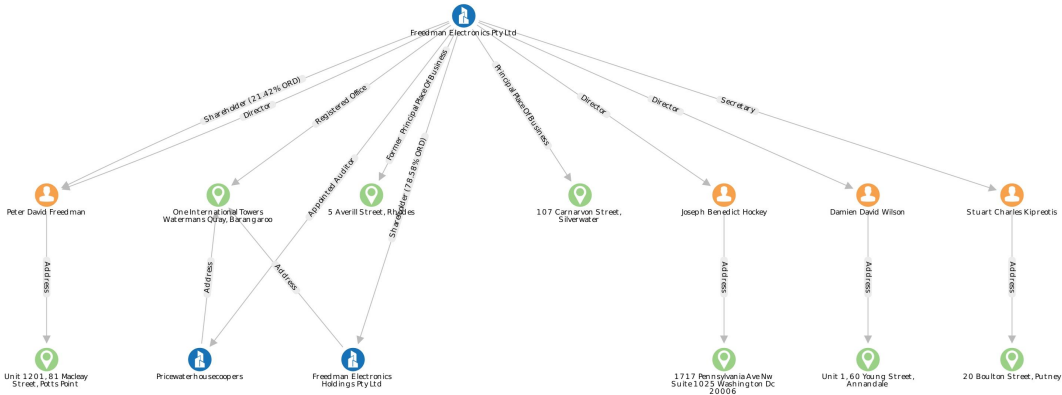 Freedman Electronics Pty Ltd
Shareholder (21.42% ORD)
Director
Registered Office
Appointed Auditor
Former Principal Place Of Business
Shareholder (78.58% ORD)
Principal Place Of Business
Director
Director
Secretary
Peter David Freedman
One International Towers
Watermans Quay, Barangaroo
5 Averill Street, Rhodes
107 Carnarvon Street,
Silverwater
Joseph Benedict Hockey
Damien David Wilson
Stuart Charles Kipreotis
Address
Address
Address
Address
Address
Address
Unit 1201, 81 Macleay
Street, Potts Point
Pricewaterhousecoopers
Freedman Electronics
Holdings Pty Ltd
1717 Pennsylvania Ave Nw
Suite 1025 Washington Dc
20006
Unit 1, 60 Young Street,
Annandale
20 Boulton Street, Putney